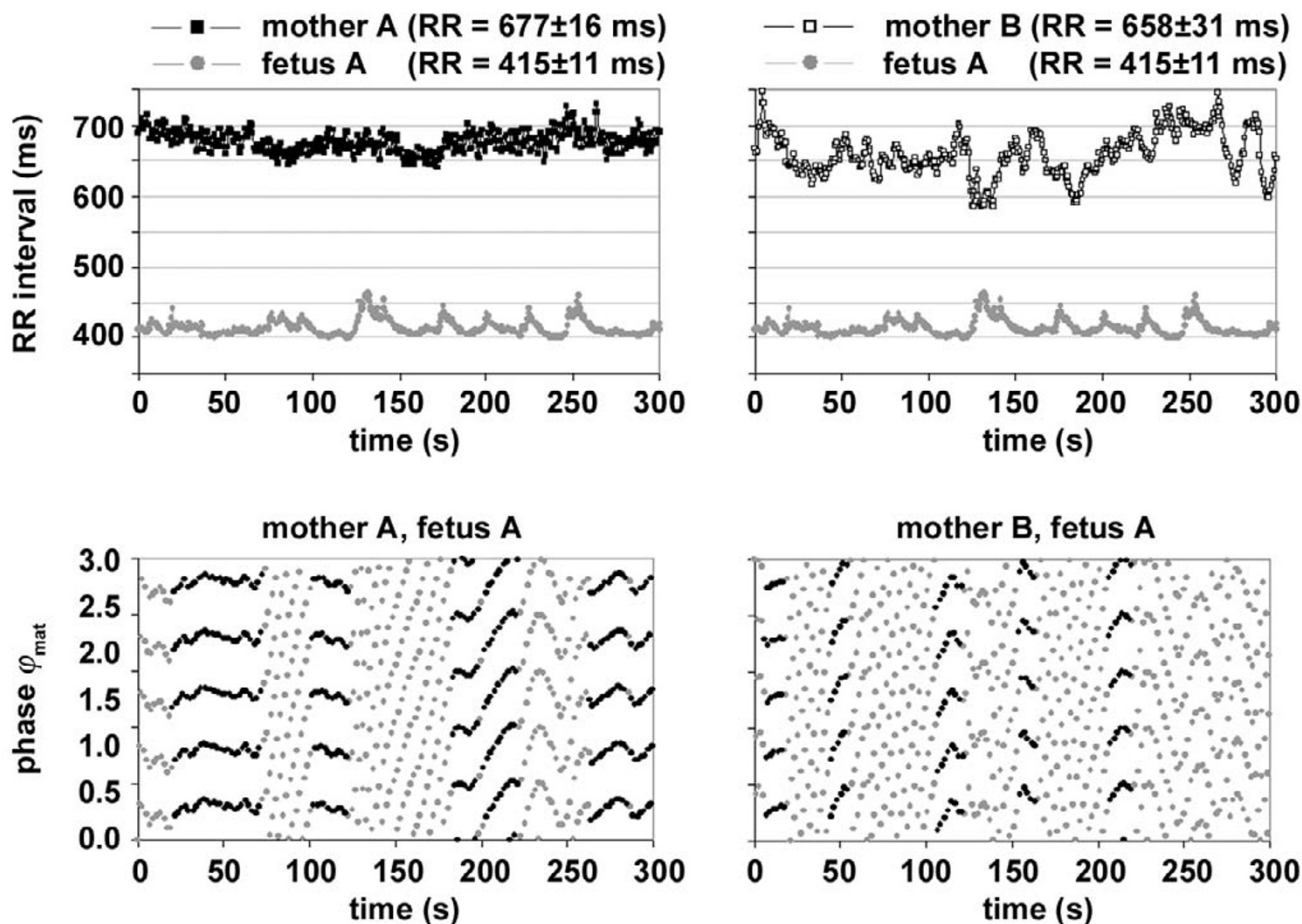 mother A (RR = 677±16 ms)
fetus A (RR = 415±11 ms)
RR interval (ms)
700
600
500
400
0 50 100 150 200 250 300
time (s)
mother B (RR = 658±31 ms)
fetus A (RR = 415±11 ms)
0 50 100 150 200 250 300
time (s)
mother A, fetus A
phase φmat
3.0
2.5
2.0
1.5
1.0
0.5
0.0
0 50 100 150 200 250 300
time (s)
mother B, fetus A
0 50 100 150 200 250 300
time (s)